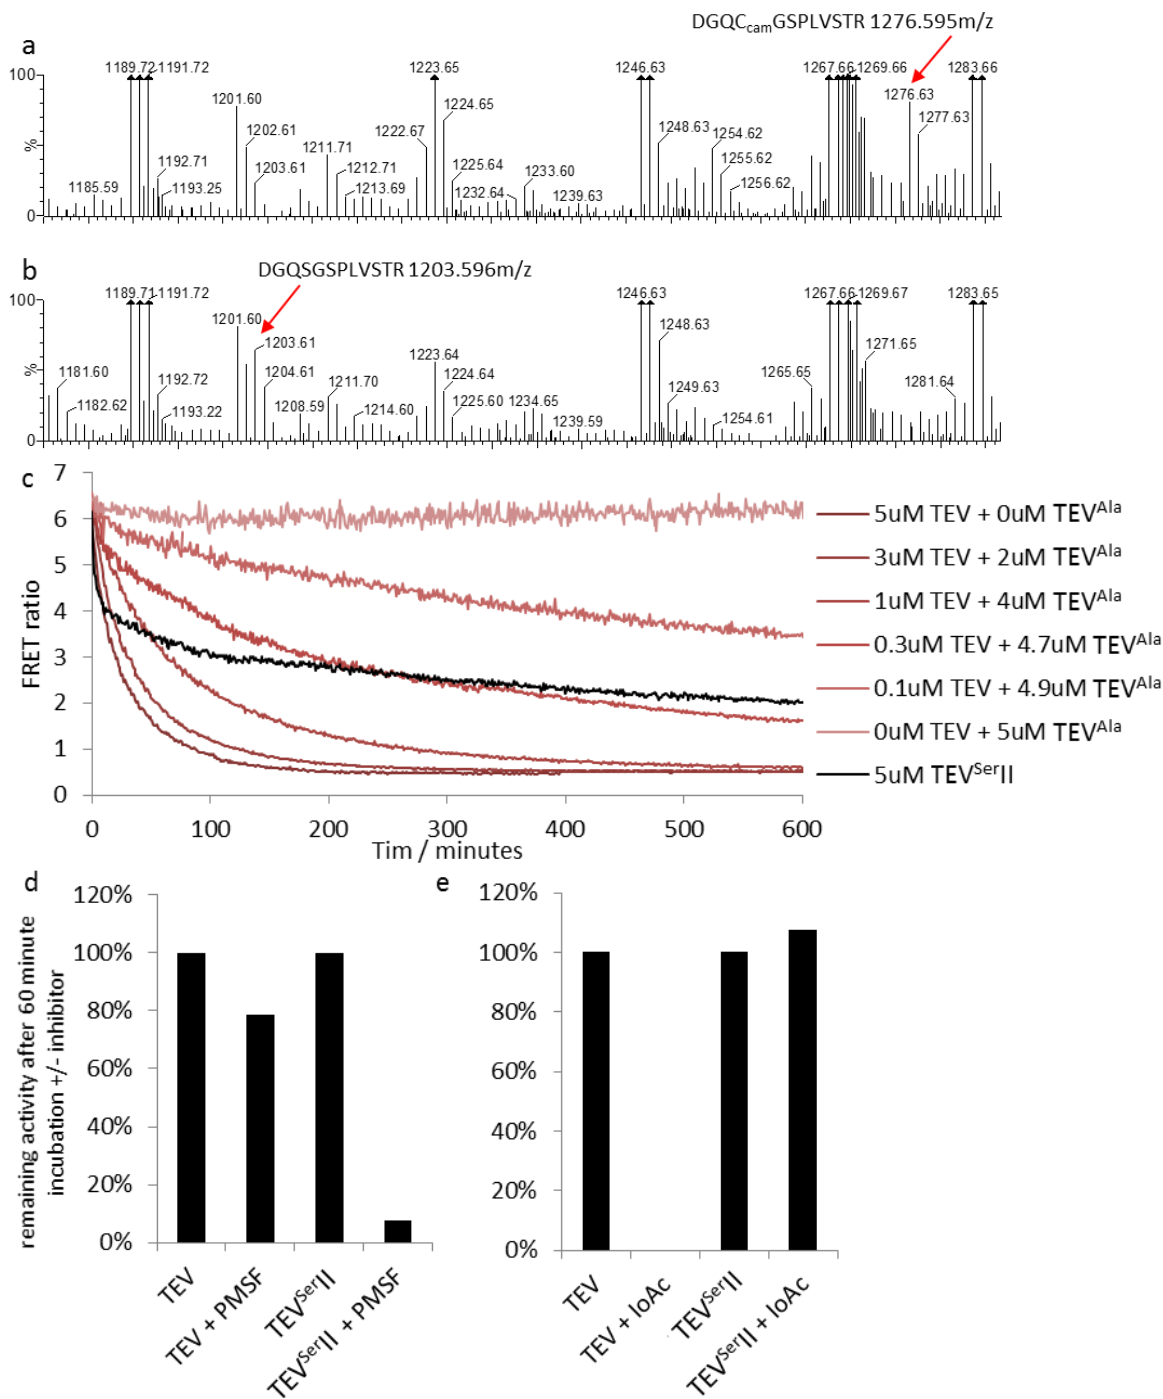 DGQCcamGSPLVSTR 1276.595m/z
a
100
%
0
1189.72 1191.72 1223.65 1246.63 1267.66 1269.66 1283.66
1201.60 1224.65 1276.63
1202.61 1222.67 1248.63 1254.62 1277.63
1192.71 1203.61 1211.71 1212.71 1225.64 1233.60 1255.62
1185.59 1193.25 1213.69 1232.64 1239.63 1256.62
b
DGQSGSPLVSTR 1203.596m/z
100
%
0
1189.71 1191.72 1246.63 1267.66 1269.67 1283.65
1201.60 1203.61 1248.63
1181.60 1192.72 1204.61 1211.70 1223.64 1224.64 1249.63 1265.65 1271.65
1182.62 1193.22 1208.59 1214.60 1225.60 1234.65 1239.59 1254.61 1281.64
c
FRET ratio
7
6
5
4
3
2
1
0
0 100 200 300 400 500 600
Tim / minutes
5uM TEV + 0uM TEVAla
3uM TEV + 2uM TEVAla
1uM TEV + 4uM TEVAla
0.3uM TEV + 4.7uM TEVAla
0.1uM TEV + 4.9uM TEVAla
0uM TEV + 5uM TEVAla
5uM TEVSerII
d
remaining activity after 60 minute
incubation +/- inhibitor
120%
100%
80%
60%
40%
20%
0%
TEV
TEV + PMSF
TEVSerII
TEVSerII + PMSF
e
120%
100%
80%
60%
40%
20%
0%
TEV
TEV + IoAc
TEVSerII
TEVSerII + IoAc